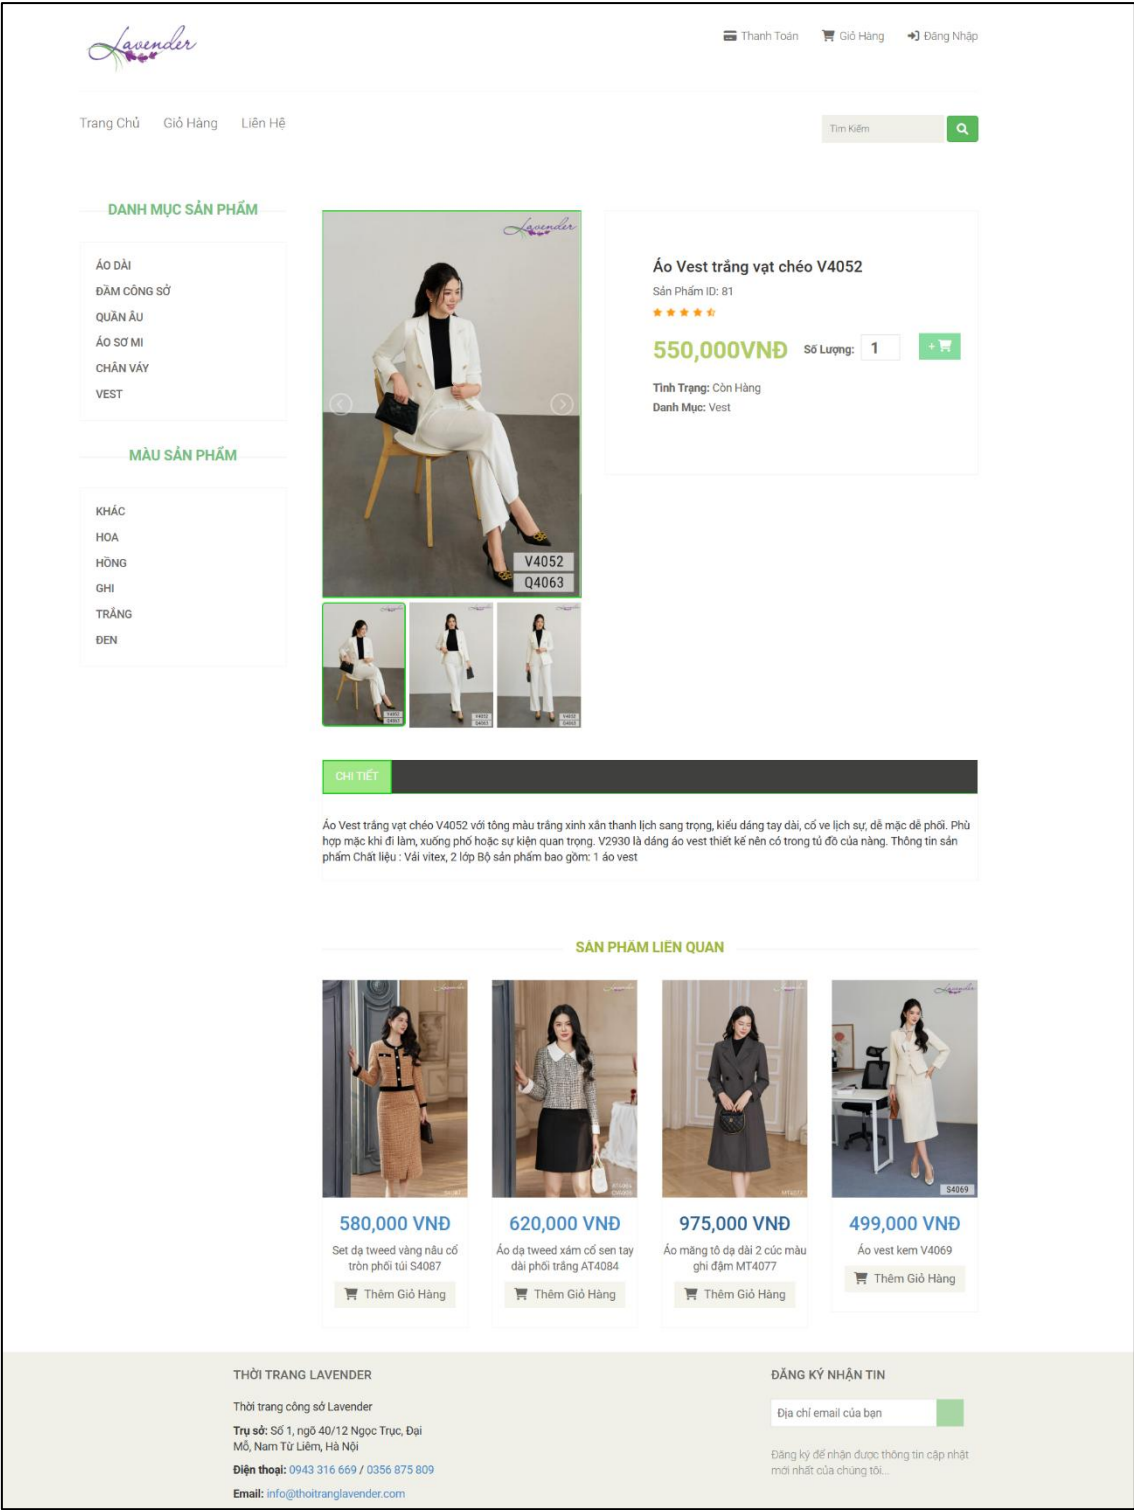 Lavender
Thanh Toán
Giỏ Hàng
Đăng Nhập
Trang Chủ
Giỏ Hàng
Liên Hệ
Tìm Kiếm
DANH MỤC SẢN PHẨM
ÁO DÀI
ĐẦM CÔNG SỞ
QUẦN ÂU
ÁO SƠ MI
CHÂN VÁY
VEST
MÀU SẢN PHẨM
KHÁC
HOA
HỒNG
GHI
TRẮNG
ĐEN
Lavender
V4052
Q4063
V4052
Q4063
V4052
Q4063
V4052
Q4063
Áo Vest trắng vạt chéo V4052
Sản Phẩm ID: 81
550,000VNĐ
Số Lượng:
1
+
Tình Trạng: Còn Hàng
Danh Mục: Vest
CHI TIẾT
Áo Vest trắng vạt chéo V4052 với tông màu trắng xinh xắn thanh lịch sang trọng, kiểu dáng tay dài, cổ ve lịch sự, dễ mặc dễ phối. Phù
hợp mặc khi đi làm, xuống phố hoặc sự kiện quan trọng. V2930 là dáng áo vest thiết kế nên có trong tủ đồ của nàng. Thông tin sản
phẩm Chất liệu : Vải vitex, 2 lớp Bộ sản phẩm bao gồm: 1 áo vest
SẢN PHẨM LIÊN QUAN
Lavender
S4069
580,000 VNĐ
Set dạ tweed vàng nâu cổ
tròn phối túi S4087
Thêm Giỏ Hàng
620,000 VNĐ
Áo dạ tweed xám cổ sen tay
dài phối trắng AT4084
Thêm Giỏ Hàng
975,000 VNĐ
Áo măng tô dạ dài 2 cúc màu
ghi đậm MT4077
Thêm Giỏ Hàng
499,000 VNĐ
Áo vest kem V4069
Thêm Giỏ Hàng
THỜI TRANG LAVENDER
Thời trang công sở Lavender
Trụ sở: Số 1, ngõ 40/12 Ngọc Trục, Đại
Mỗ, Nam Từ Liêm, Hà Nội
Điện thoại: 0943 316 669 / 0356 875 809
Email: info@thoitranglavender.com
ĐĂNG KÝ NHẬN TIN
Địa chỉ email của bạn
Đăng ký để nhận được thông tin cập nhật
mới nhất của chúng tôi...